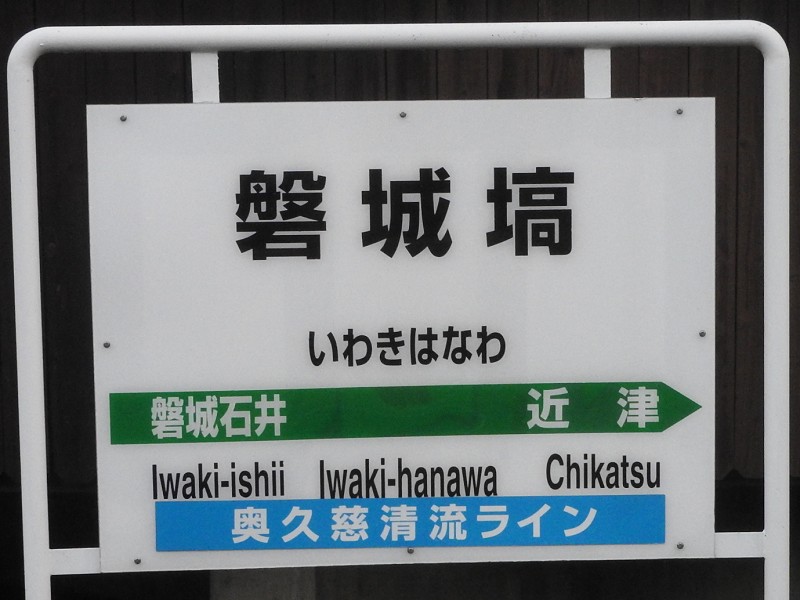 磐城塙
いわきはなわ
磐城石井 近津
Iwaki-ishii Iwaki-hanawa Chikatsu
奥久慈清流ライン